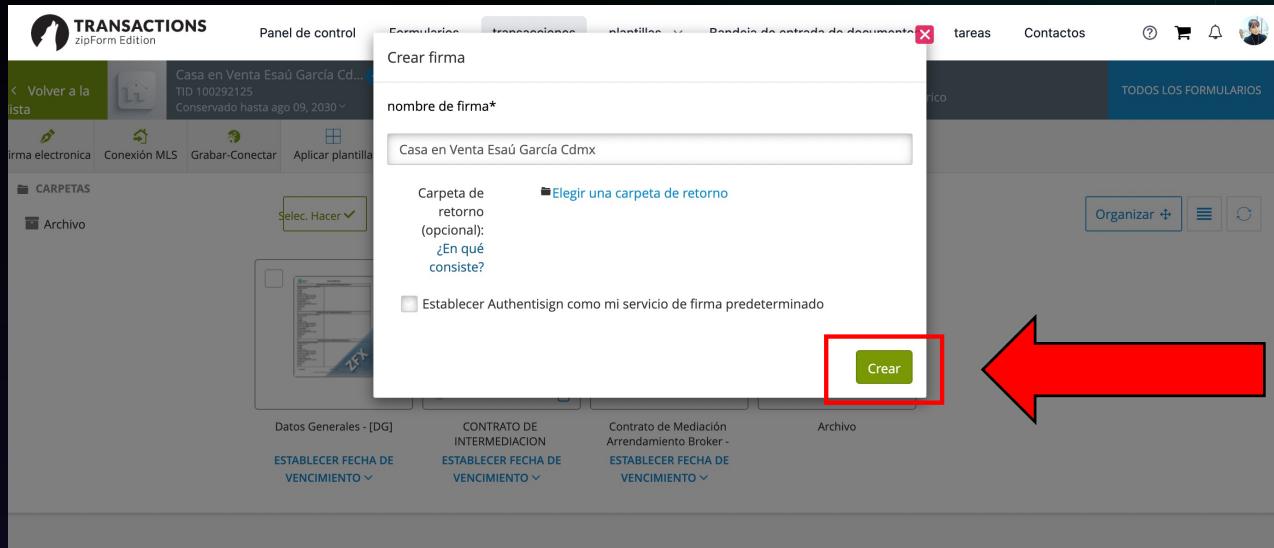 TRANSACTIONS
zipForm Edition
Panel de control
Formularios
transacciones
plantillas
Bandeja de entrada de documento
tareas
Contactos
Crear firma
Volver a la
lista
Casa en Venta Esaú García Cd...
TID 100292125
Conservado hasta ago 09, 2030
rico
TODOS LOS FORMULARIOS
nombre de firma*
Casa en Venta Esaú García Cdmx
irma electronica
Conexión MLS
Grabar-Conectar
Aplicar plantilla
CARPETAS
Archivo
Selec. Hacer
Organizar
Carpeta de
retorno
(opcional):
¿En qué
consiste?
Elegir una carpeta de retorno
Establecer Authentisign como mi servicio de firma predeterminado
Crear
ZFX
Datos Generales - [DG]
ESTABLECER FECHA DE
VENCIMIENTO
CONTRATO DE
INTERMEDIACION
ESTABLECER FECHA DE
VENCIMIENTO
Contrato de Mediación
Arrendamiento Broker -
ESTABLECER FECHA DE
VENCIMIENTO
Archivo